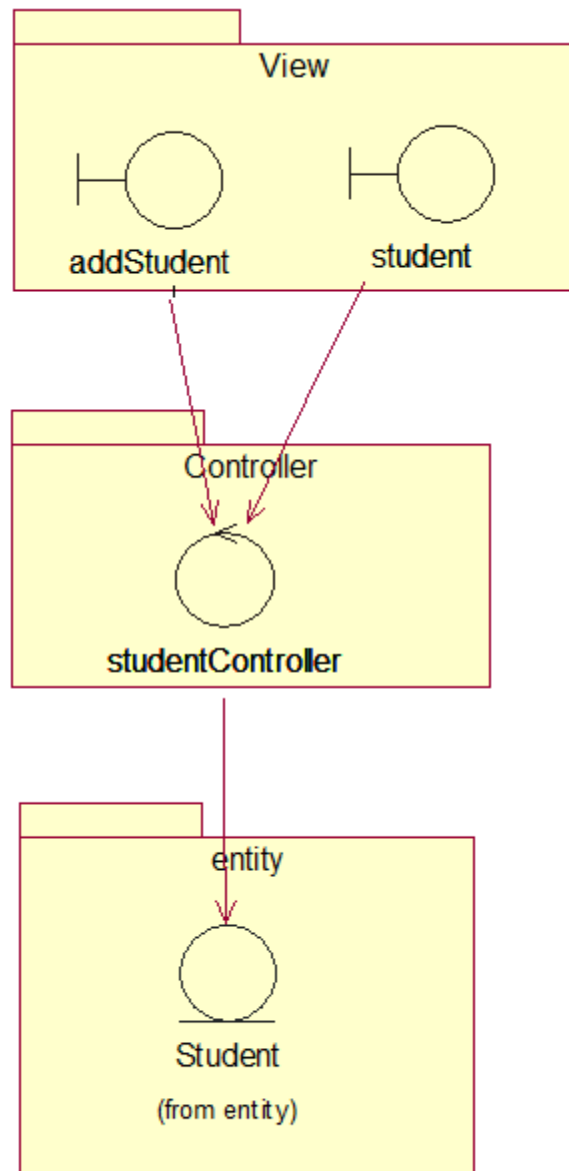 View
addStudent
student
Controller
studentController
entity
Student
(from entity)